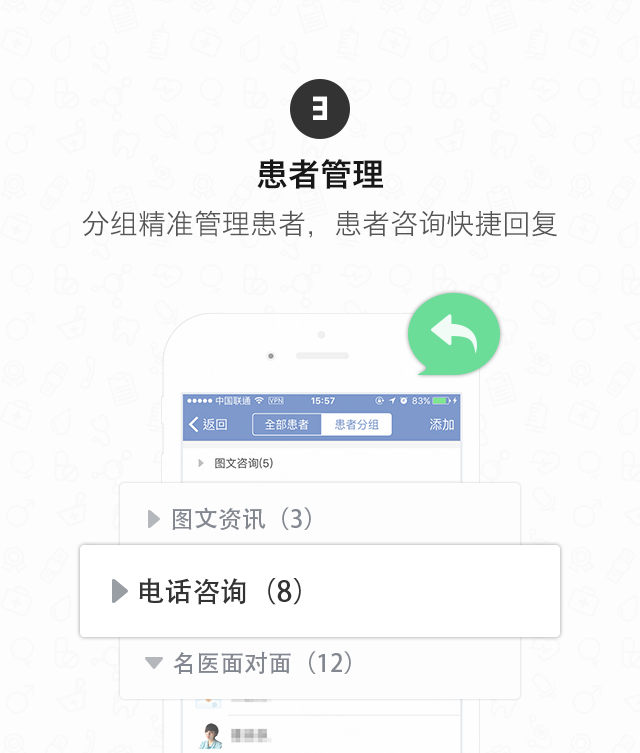 3
患者管理
分组精准管理患者，患者咨询快捷回复
中国联通 VPN 15:57 83%
返回 全部患者 患者分组 添加
图文咨询(5)
图文资讯（3）
电话咨询（8）
名医面对面（12）